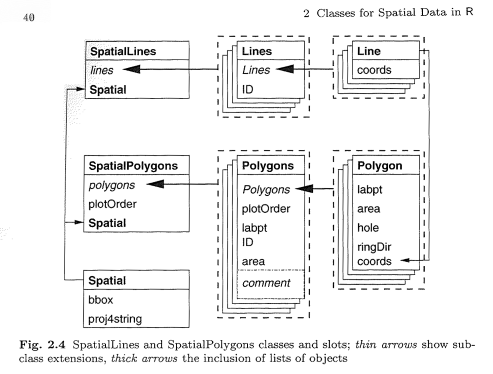 40
2 Classes for Spatial Data in R
SpatialLines
lines
Spatial
Lines
Lines
ID
Line
coords
SpatialPolygons
polygons
plotOrder
Spatial
Polygons
Polygons
plotOrder
labpt
ID
area
comment
Polygon
labpt
area
hole
ringDir
coords
Spatial
bbox
proj4string
Fig. 2.4 SpatialLines and SpatialPolygons classes and slots; thin arrows show sub-
class extensions, thick arrows the inclusion of lists of objects